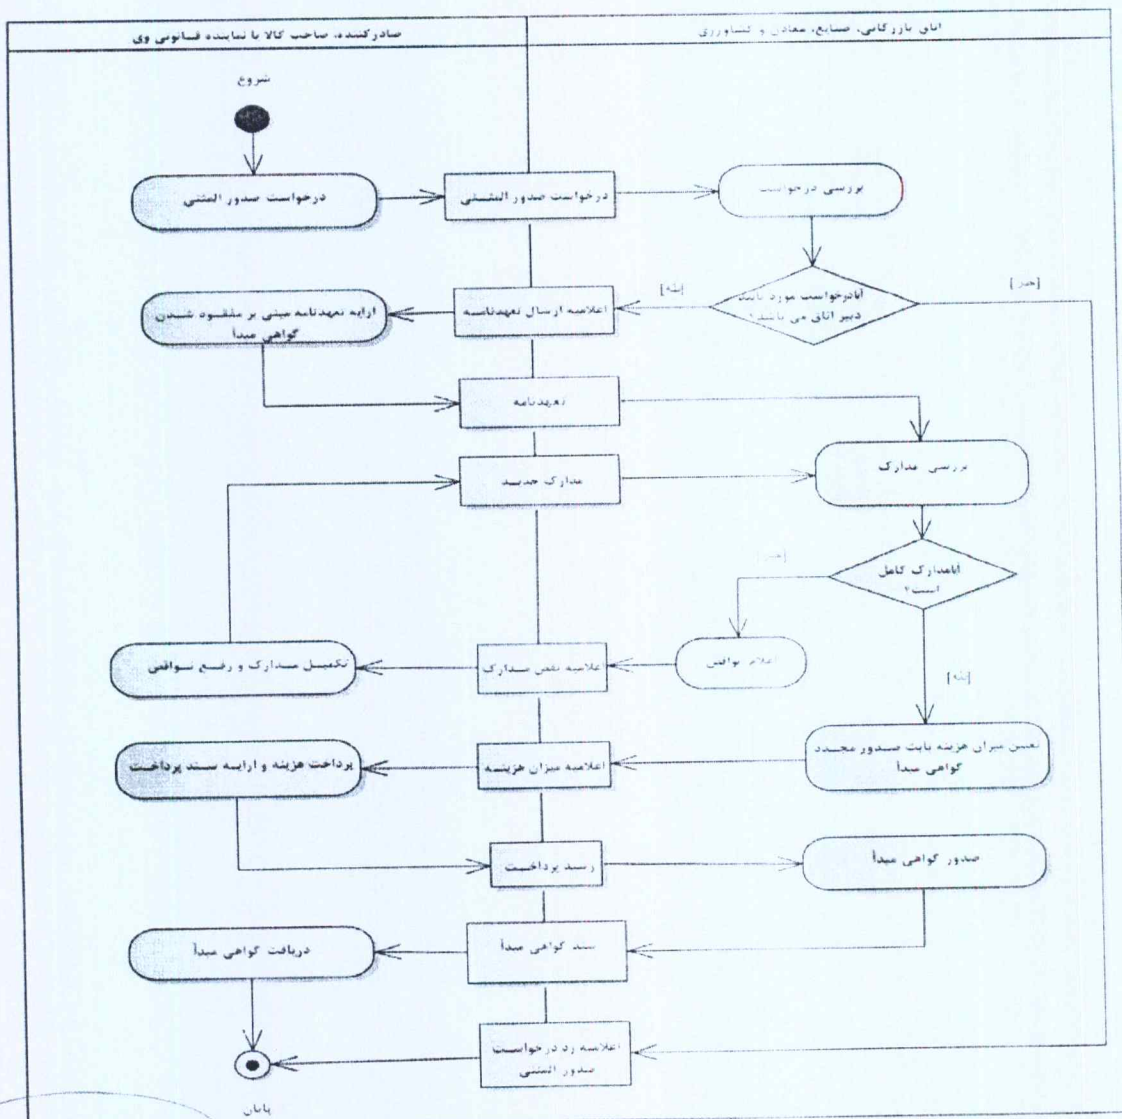 اتاق بازرگانی، صنایع، معادن و کشاورزی
صادرکننده، صاحب کالا یا نماینده قانونی وی
شروع
درخواست صدور المثنی
درخواست صدور المثنی
بررسی درخواست
آیا درخواست مورد تایید
دبیر اتاق می باشد؟
[بله]
[خیر]
اعلامیه ارسال تعهدنامه
ارایه تعهدنامه مبنی بر مفقود شدن
گواهی مبدأ
تعهدنامه
بررسی مدارک
مدارک جدید
آیا مدارک کامل
است؟
[خیر]
[بله]
اعلام نواقص
اعلامیه نقص مدارک
تکمیل مدارک و رفع نواقص
تعیین میزان هزینه بابت صدور مجدد
گواهی مبدأ
اعلامیه میزان هزینه
پرداخت هزینه و ارایه سند پرداخت
رسید پرداخت
صدور گواهی مبدأ
سند گواهی مبدأ
دریافت گواهی مبدأ
اعلامیه رد درخواست
صدور المثنی
پایان